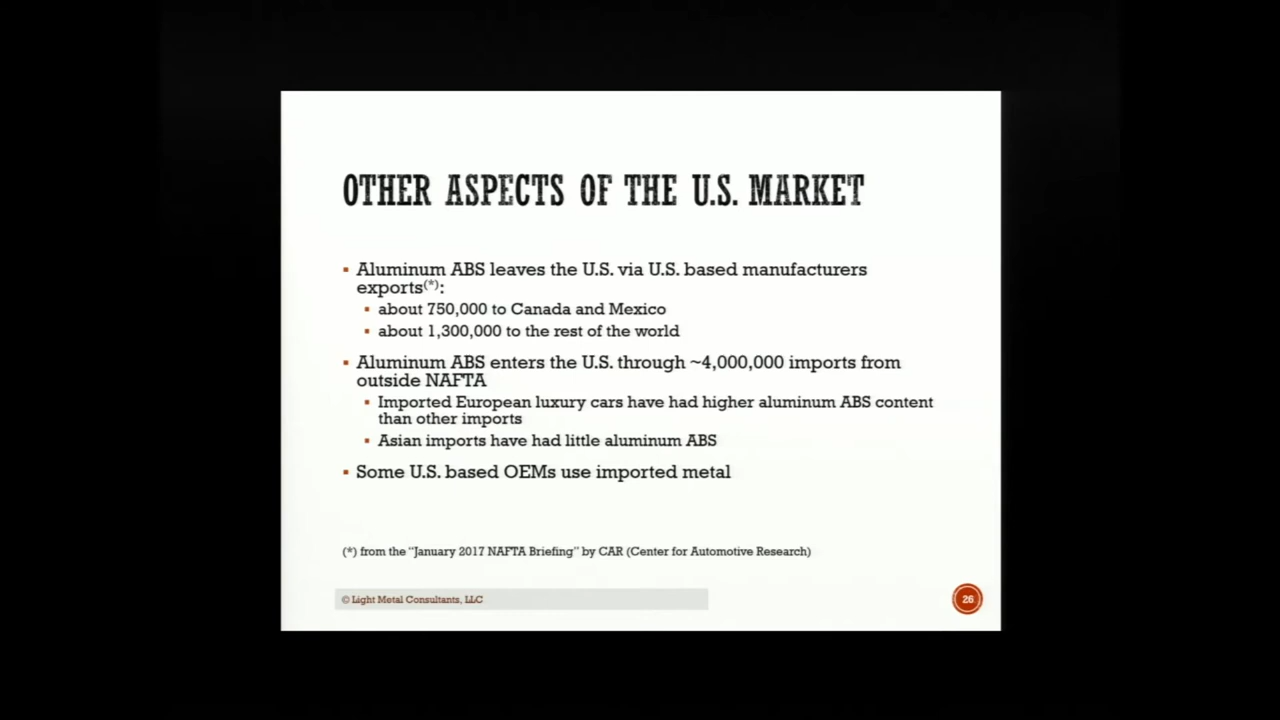 OTHER ASPECTS OF THE U.S. MARKET
▪ Aluminum ABS leaves the U.S. via U.S. based manufacturers
exports(*):
▪ about 750,000 to Canada and Mexico
▪ about 1,300,000 to the rest of the world
▪ Aluminum ABS enters the U.S. through ~4,000,000 imports from
outside NAFTA
▪ Imported European luxury cars have had higher aluminum ABS content
than other imports
▪ Asian imports have had little aluminum ABS
▪ Some U.S. based OEMs use imported metal
(*) from the “January 2017 NAFTA Briefing” by CAR (Center for Automotive Research)
© Light Metal Consultants, LLC
26